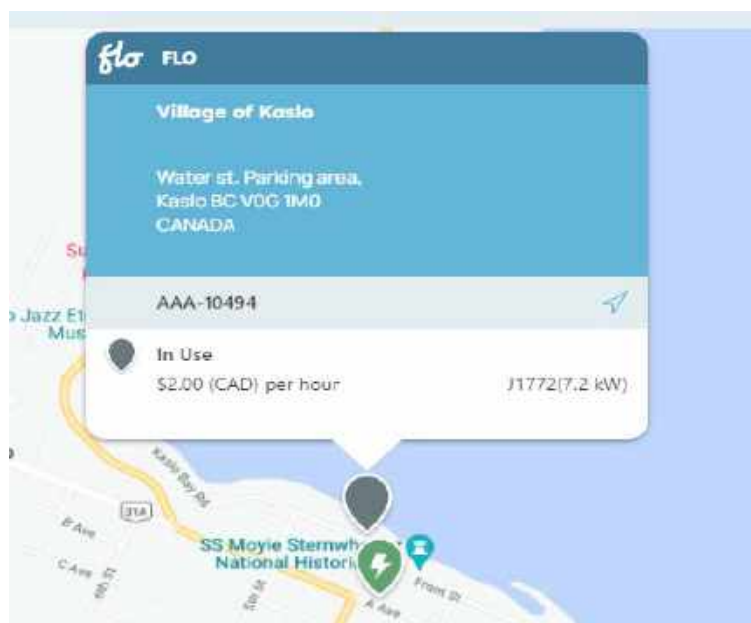 flo FLO
Village of Kaslo
Water st. Parking area,
Kaslo BC V0G 1M0
CANADA
AAA-10494
In Use
$2.00 (CAD) per hour
J1772(7.2 kW)
Su
Jazz Et
Mus
Kaslo Bay Rd
31A
B Ave
C Ave
SS Moyie Sternwh
National Histori
Front St
A Ave